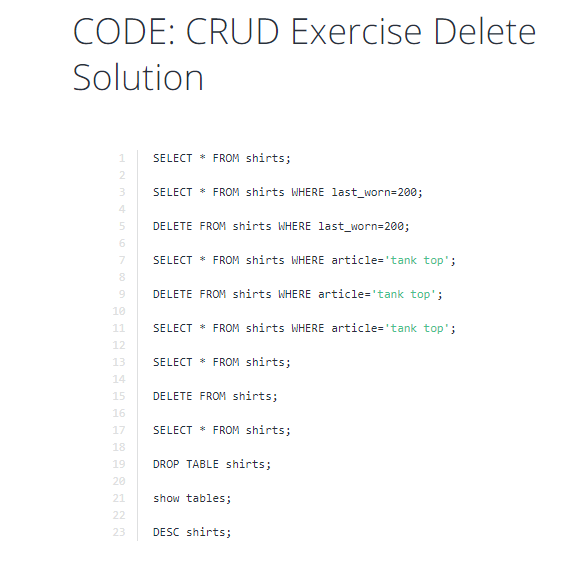 CODE: CRUD Exercise Delete
Solution
1 SELECT * FROM shirts;
2
3 SELECT * FROM shirts WHERE last_worn=200;
4
5 DELETE FROM shirts WHERE last_worn=200;
6
7 SELECT * FROM shirts WHERE article='tank top';
8
9 DELETE FROM shirts WHERE article='tank top';
10
11 SELECT * FROM shirts WHERE article='tank top';
12
13 SELECT * FROM shirts;
14
15 DELETE FROM shirts;
16
17 SELECT * FROM shirts;
18
19 DROP TABLE shirts;
20
21 show tables;
22
23 DESC shirts;